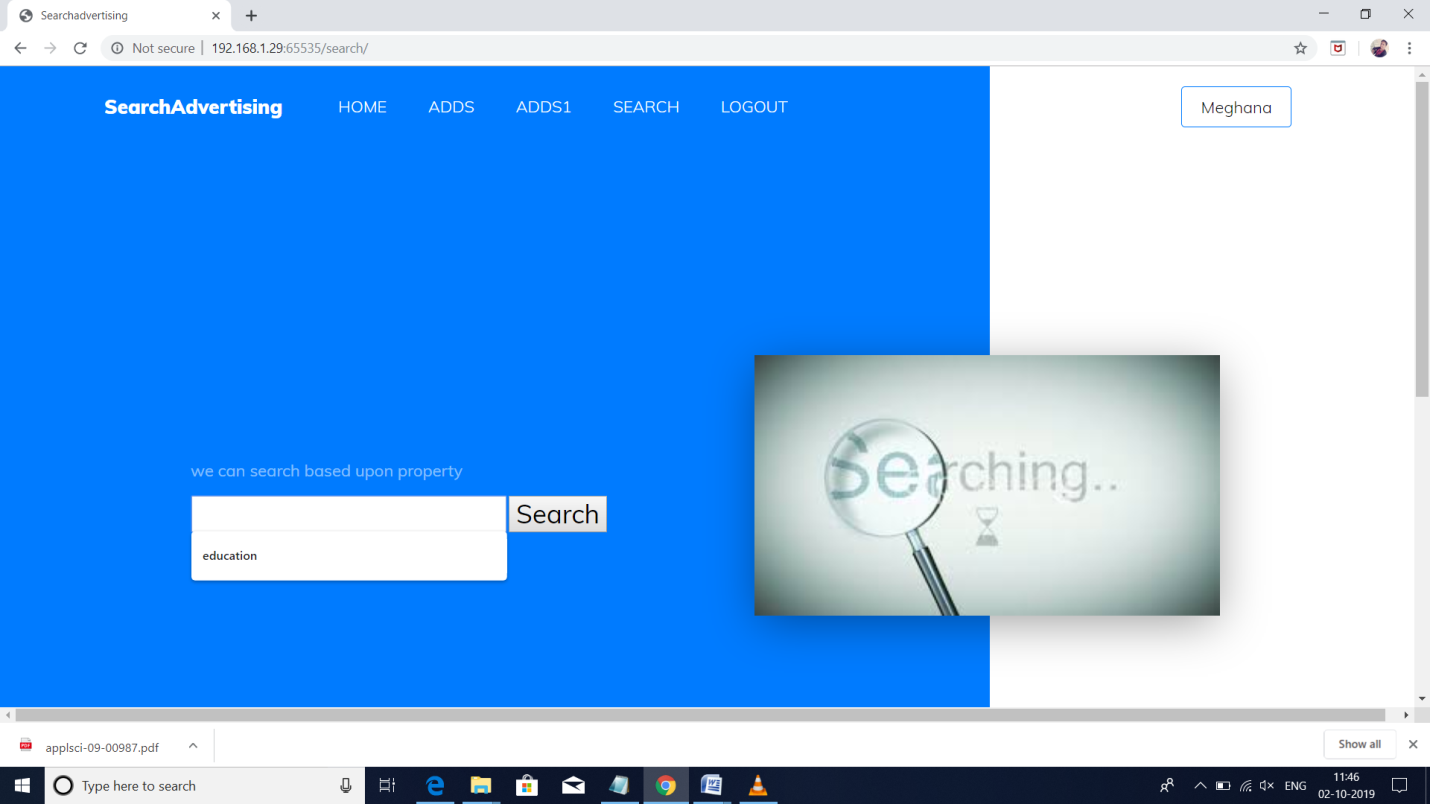 Searchadvertising
Not secure 192.168.1.29:65535/search/
SearchAdvertising HOME ADDS ADDS1 SEARCH LOGOUT Meghana
we can search based upon property
Search
education
Searching..
applsci-09-00987.pdf Show all
Type here to search ENG 11:46
02-10-2019